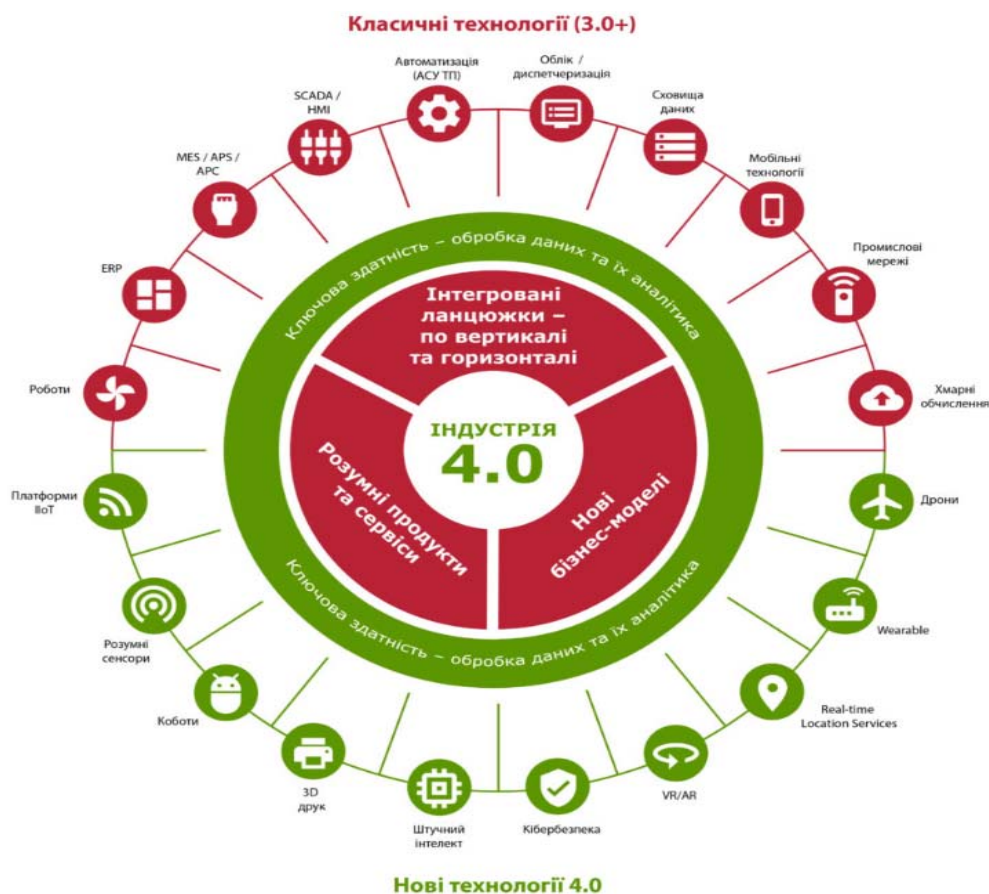 Класичні технології (3.0+)
Автоматизація
(АСУ ТП)
Облік /
диспетчеризація
SCADA /
HMI
Сховища
даних
MES / APS /
APC
Мобільні
технології
ERP
Промислові
мережі
Роботи
Хмарні
обчислення
Ключова здатність – обробка даних та їх аналітика
Інтегровані
ланцюжки –
по вертикалі
та горизонталі
ІНДУСТРІЯ
4.0
Розумні продукти
та сервіси
Нові
бізнес-моделі
Ключова здатність – обробка даних та їх аналітика
Платформи
IIoT
Дрони
Розумні
сенсори
Wearable
Коботи
Real-time
Location Services
3D
друк
VR/AR
Штучний
інтелект
Кібербезпека
Нові технології 4.0